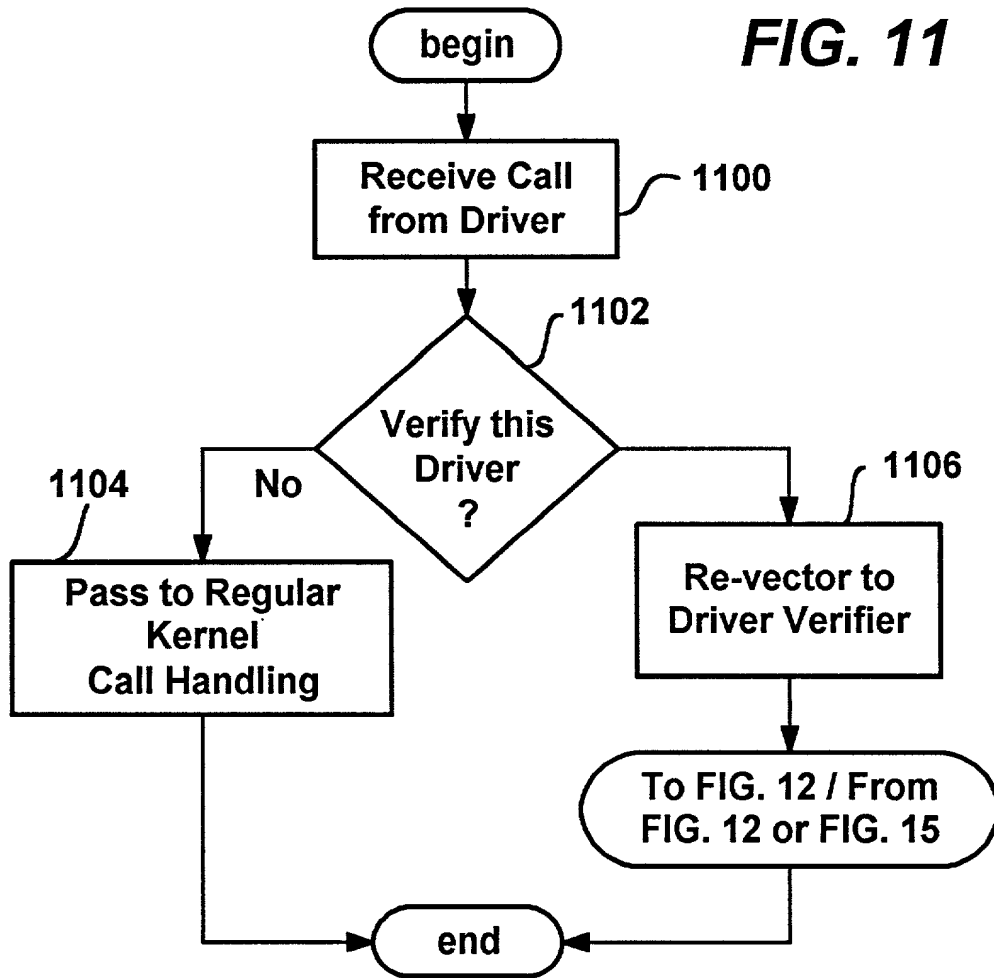 FIG. 11
begin
Receive Call
from Driver
1100
1102
Verify this
Driver
?
No
1104
Pass to Regular
Kernel
Call Handling
1106
Re-vector to
Driver Verifier
To FIG. 12 / From
FIG. 12 or FIG. 15
end